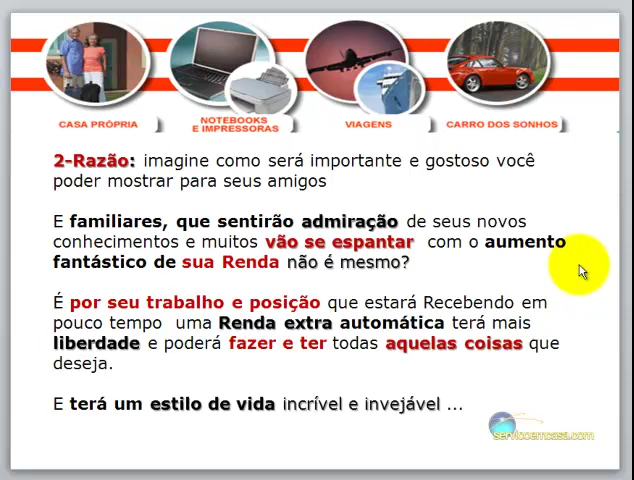 CASA PRÓPRIA
NOTEBOOKS
E IMPRESSORAS
VIAGENS
CARRO DOS SONHOS
2-Razão: imagine como será importante e gostoso você
poder mostrar para seus amigos
E familiares, que sentirão admiração de seus novos
conhecimentos e muitos vão se espantar com o aumento
fantástico de sua Renda não é mesmo?
É por seu trabalho e posição que estará Recebendo em
pouco tempo uma Renda extra automática terá mais
liberdade e poderá fazer e ter todas aquelas coisas que
deseja.
E terá um estilo de vida incrível e invejável ...
servicoemcasa.com